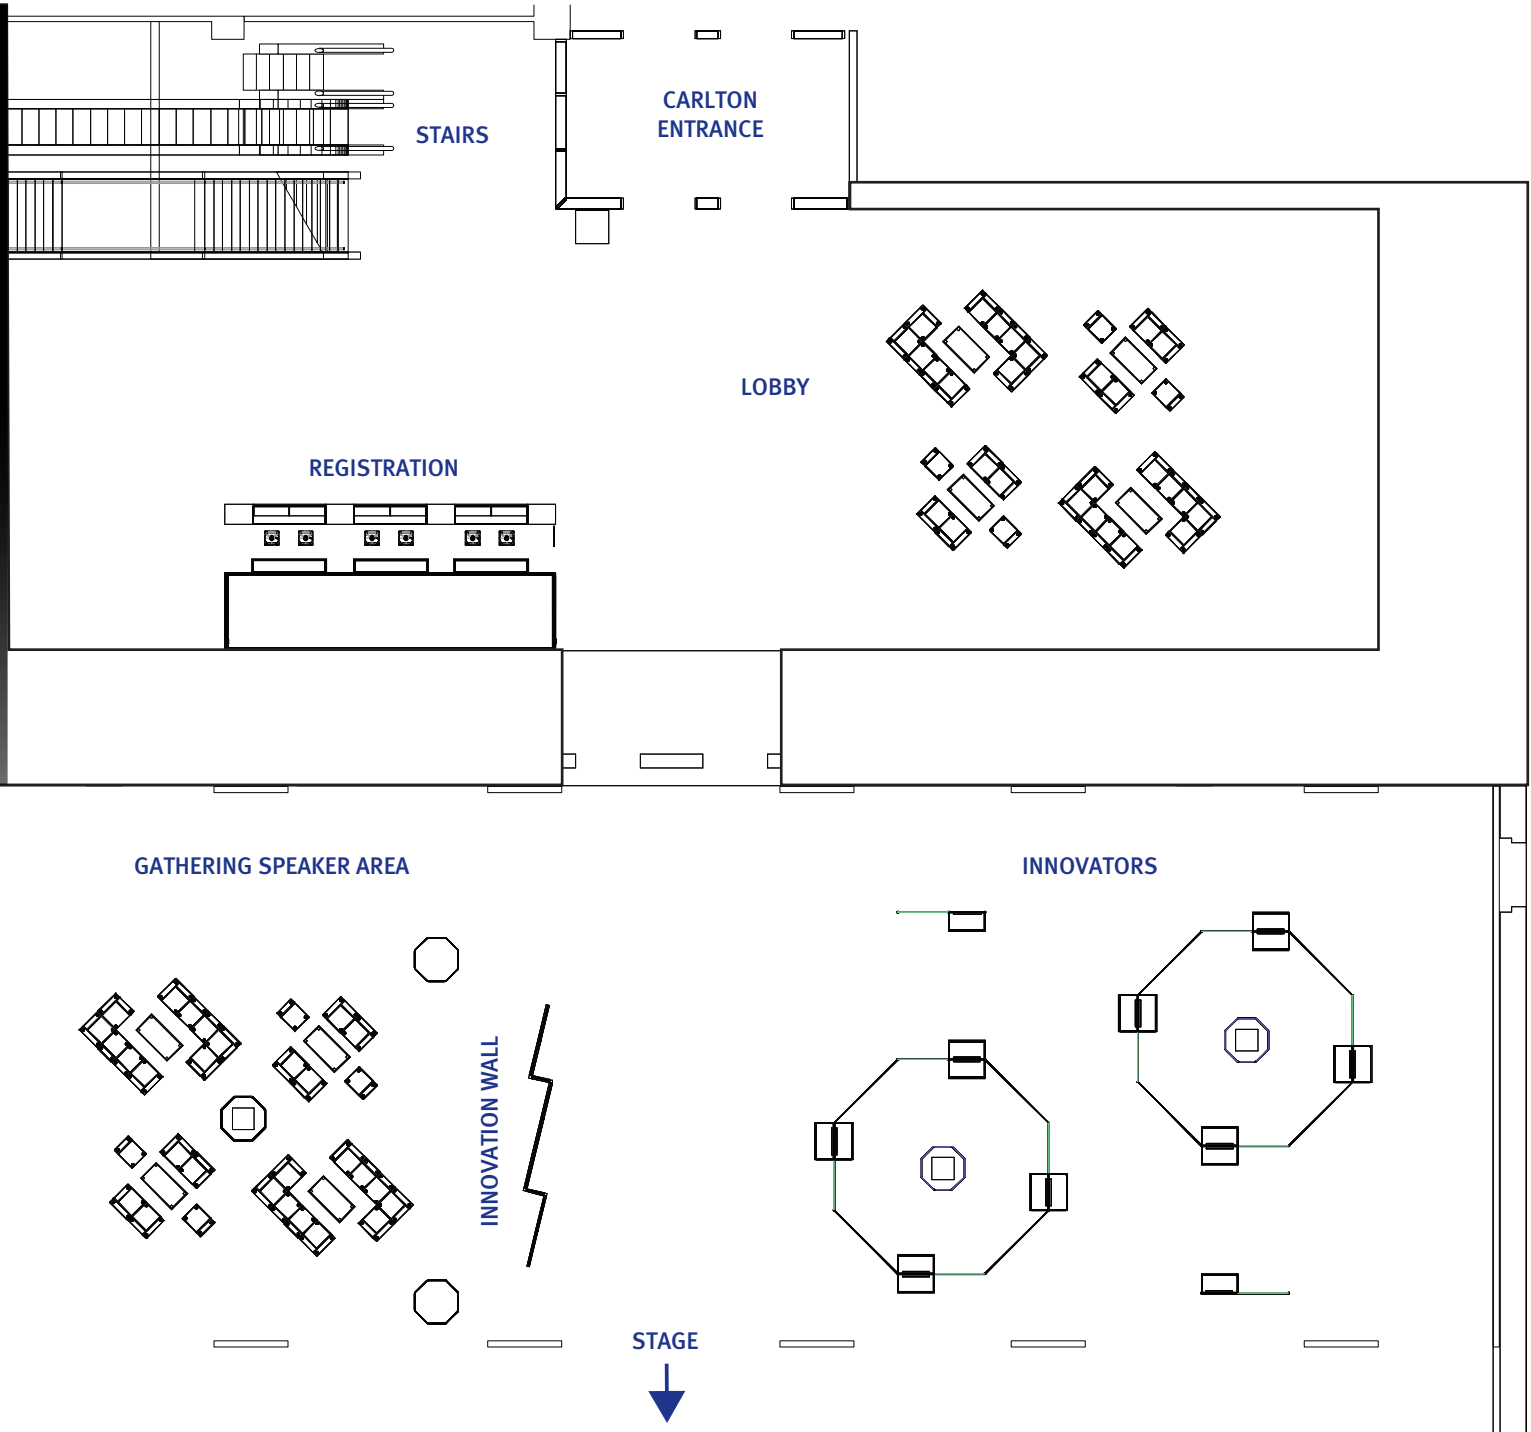 CARLTON
ENTRANCE
STAIRS
LOBBY
REGISTRATION
GATHERING SPEAKER AREA
INNOVATORS
INNOVATION WALL
STAGE